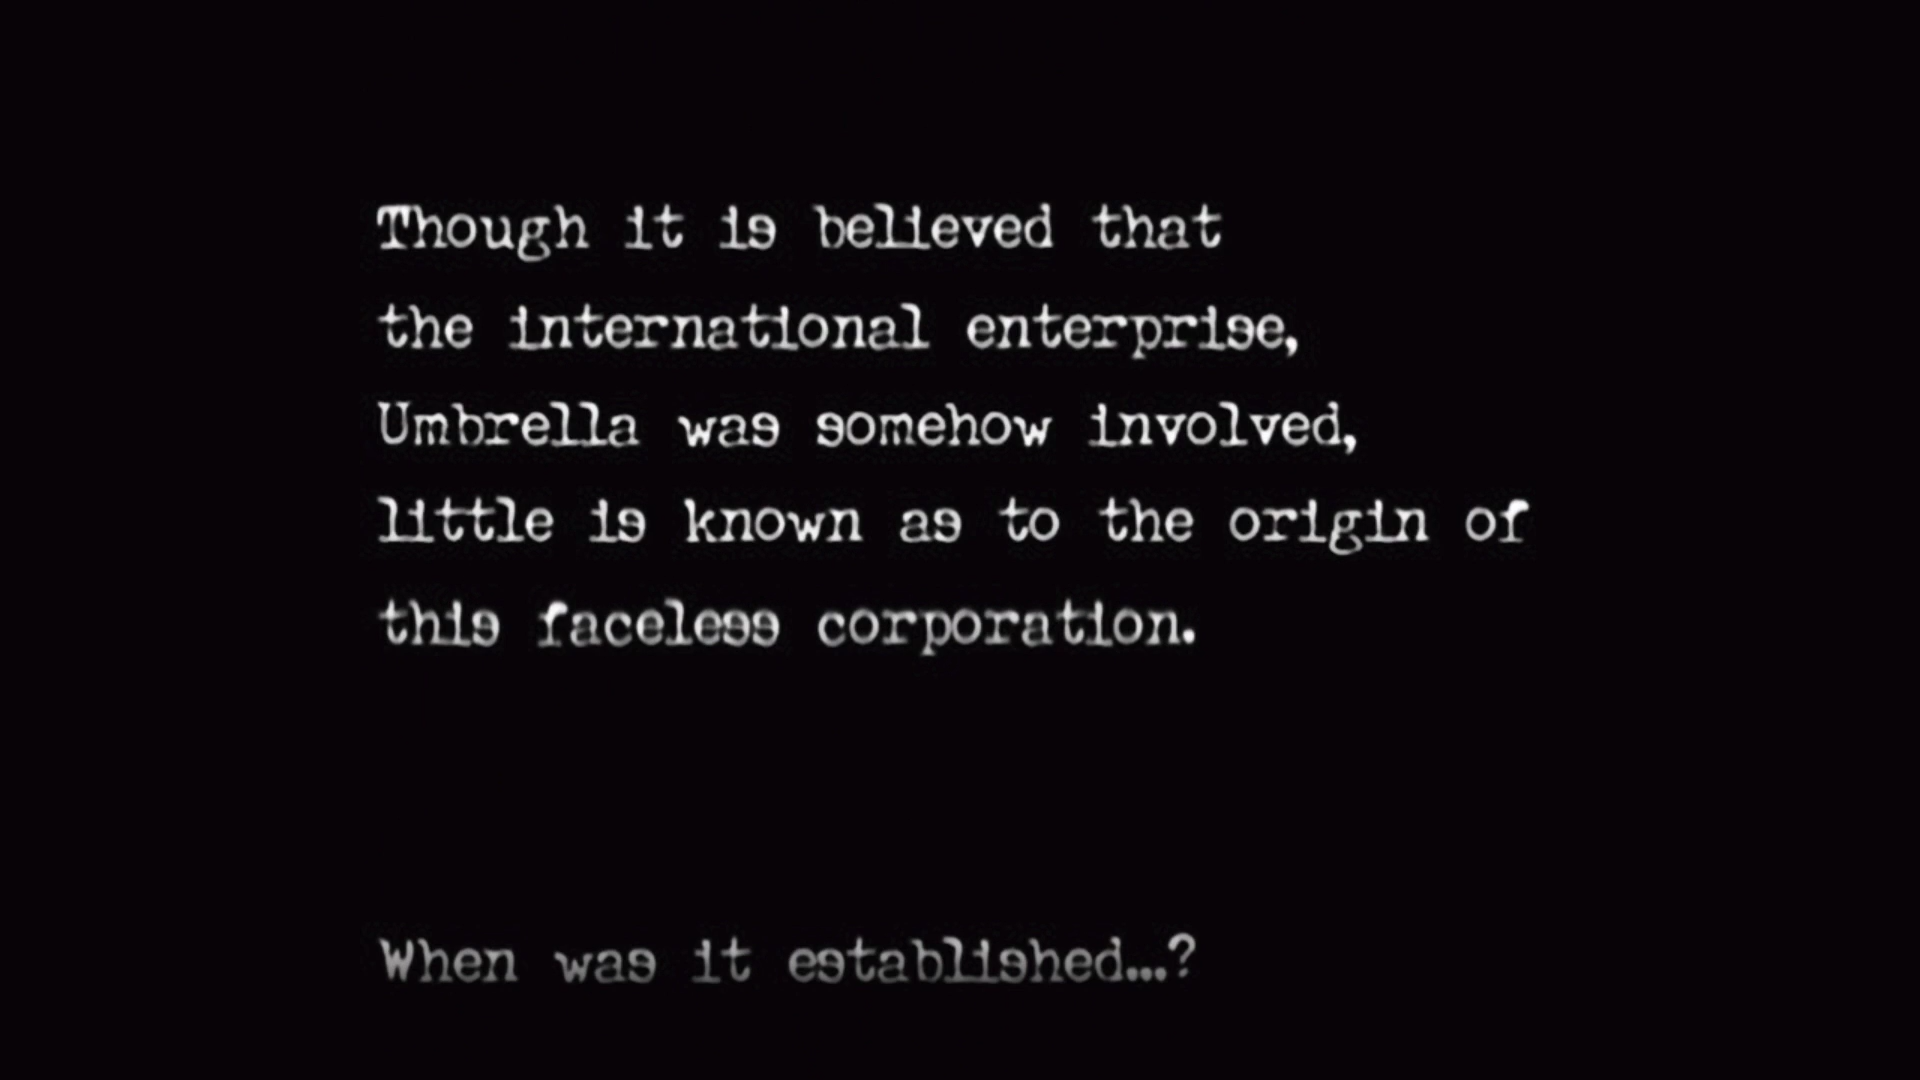 Though it is believed that
the international enterprise,
Umbrella was somehow involved,
little is known as to the origin of
this faceless corporation.
When was it established...?